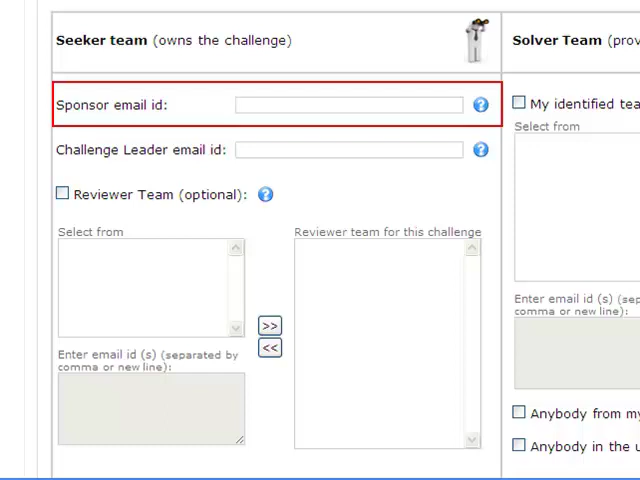 Seeker team (owns the challenge)
Sponsor email id:
Challenge Leader email id:
Reviewer Team (optional):
Select from
Reviewer team for this challenge
>>
<<
Enter email id (s) (separated by
comma or new line):
Solver Team (prov
My identified tea
Select from
Enter email id (s) (sep
comma or new line):
Anybody from my
Anybody in the u